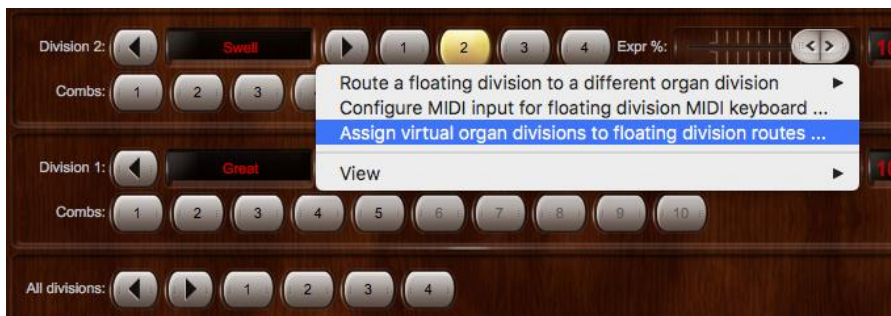 Division 2: Swell 1 2 3 4 Expr %: 10
Combs: 1 2 3
Route a floating division to a different organ division
Configure MIDI input for floating division MIDI keyboard ...
Assign virtual organ divisions to floating division routes ...
View
Division 1: Great 10
Combs: 1 2 3 4 5 6 7 8 9 10
All divisions: 1 2 3 4